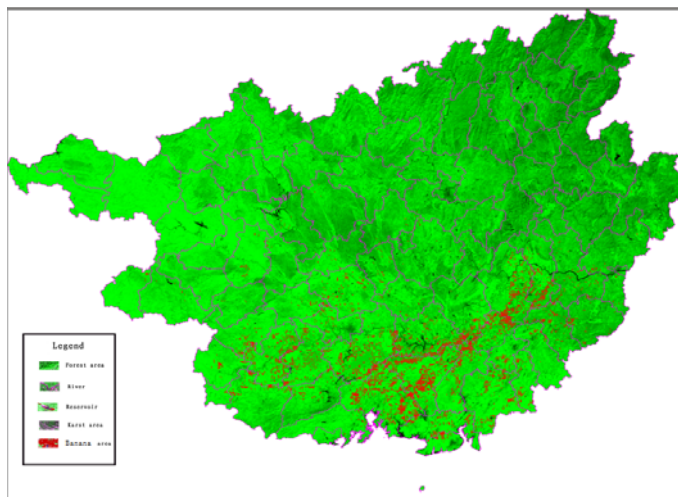 Legend
Forest area
River
Reservoir
Karst area
Banana area